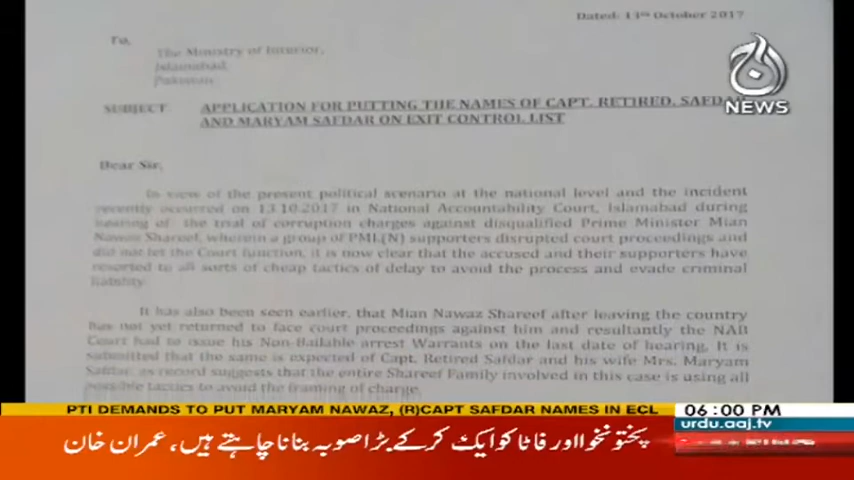 Dated: 13th October 2017
To,
The Ministry of Interior,
Islamabad,
Pakistan.
NEWS
SUBJECT APPLICATION FOR PUTTING THE NAMES OF CAPT. RETIRED. SAFDAR
AND MARYAM SAFDAR ON EXIT CONTROL LIST
Dear Sir,
In view of the present political scenario at the national level and the incident
recently occurred on 13.10.2017 in National Accountability Court, Islamabad during
hearing of the trial of corruption charges against disqualified Prime Minister Mian
Nawaz Shareef, wherein a group of PML(N) supporters disrupted court proceedings and
did not let the Court function, it is now clear that the accused and their supporters have
resorted to all sorts of cheap tactics of delay to avoid the process and evade criminal
liability.
It has also been seen earlier, that Mian Nawaz Shareef after leaving the country
has not yet returned to face court proceedings against him and resultantly the NAB
Court had to issue his Non-Bailable arrest Warrants on the last date of hearing. It is
submitted that the same is expected of Capt. Retired Safdar and his wife Mrs. Maryam
Safdar, as record suggests that the entire Shareef Family involved in this case is using all
possible tactics to avoid the framing of charge.
PTI DEMANDS TO PUT MARYAM NAWAZ, (R)CAPT SAFDAR NAMES IN ECL
06:00 PM
urdu.aaj.tv
پختونخوا اور فاٹا کو ایک کر کے بڑا صوبہ بنانا چاہتے ہیں، عمران خان